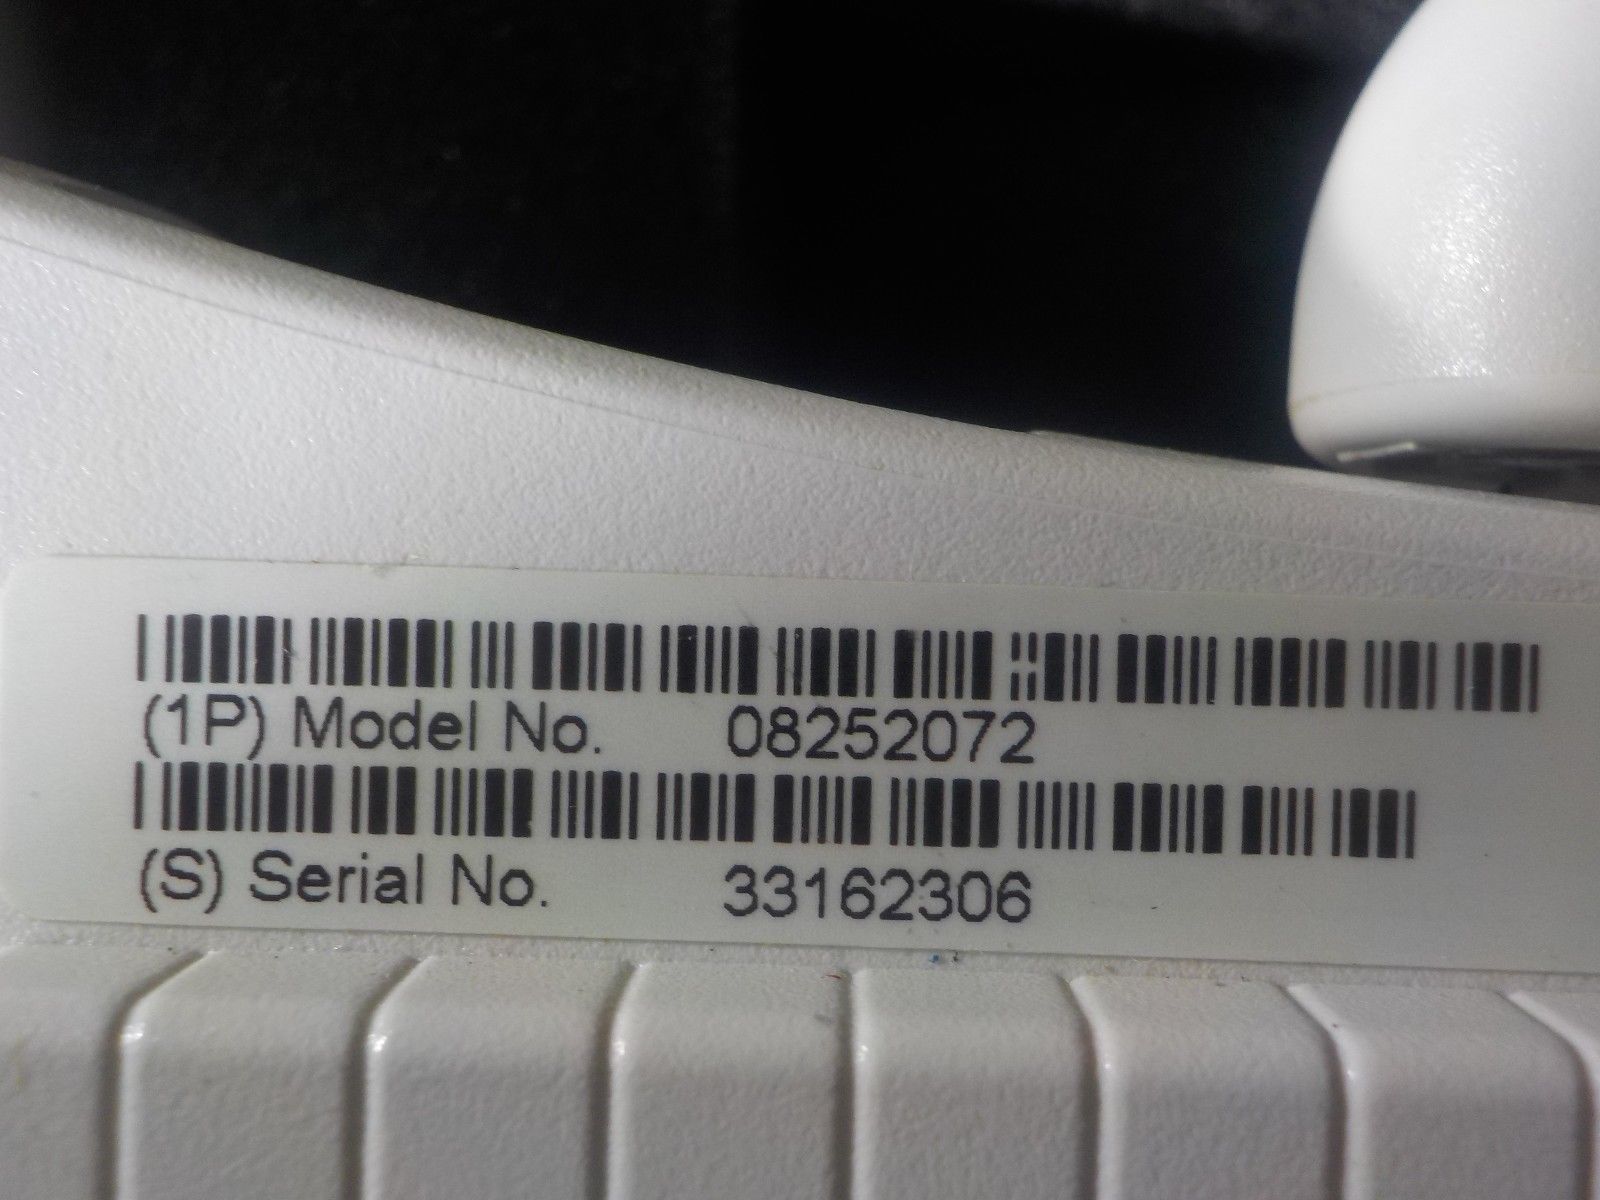 (1P) Model No. 08252072
(S) Serial No. 33162306